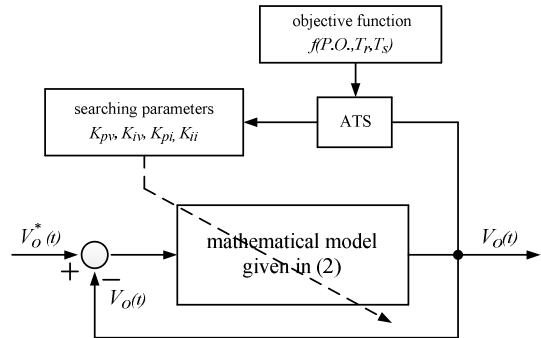 objective function
f(P.O.,Tr,Ts)
searching parameters
Kpv, Kiv, Kpi, Kii
ATS
VO*(t)
mathematical model
given in (2)
VO(t)
+
−
VO(t)